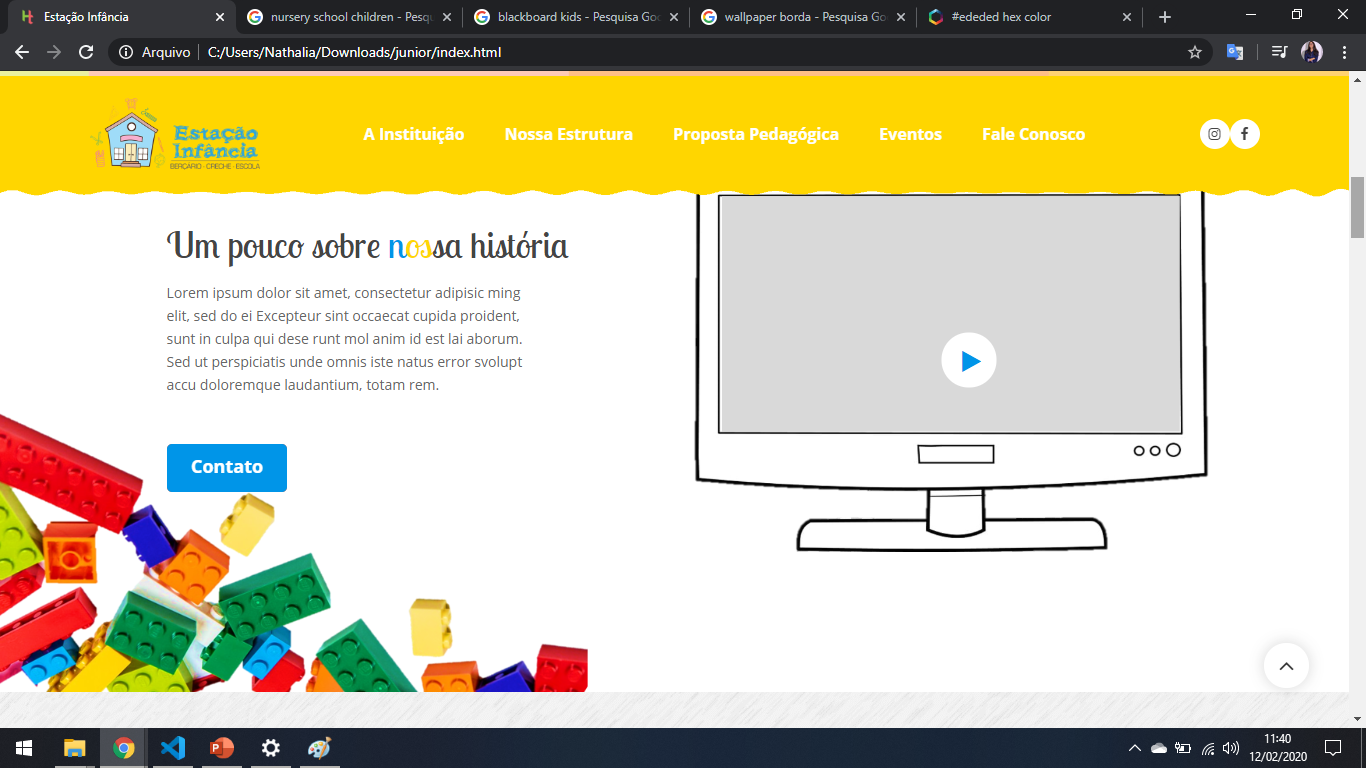 Estação Infância
nursery school children - Pesqu
blackboard kids - Pesquisa Goo
wallpaper borda - Pesquisa Go
#ededed hex color
Arquivo
C:/Users/Nathalia/Downloads/junior/index.html
Estação
Infância
BERÇARIO - CRECHE - ESCOLA
A Instituição
Nossa Estrutura
Proposta Pedagógica
Eventos
Fale Conosco
Um pouco sobre nossa história
Lorem ipsum dolor sit amet, consectetur adipisic ming
elit, sed do ei Excepteur sint occaecat cupida proident,
sunt in culpa qui dese runt mol anim id est lai aborum.
Sed ut perspiciatis unde omnis iste natus error svolupt
accu doloremque laudantium, totam rem.
Contato
11:40
12/02/2020